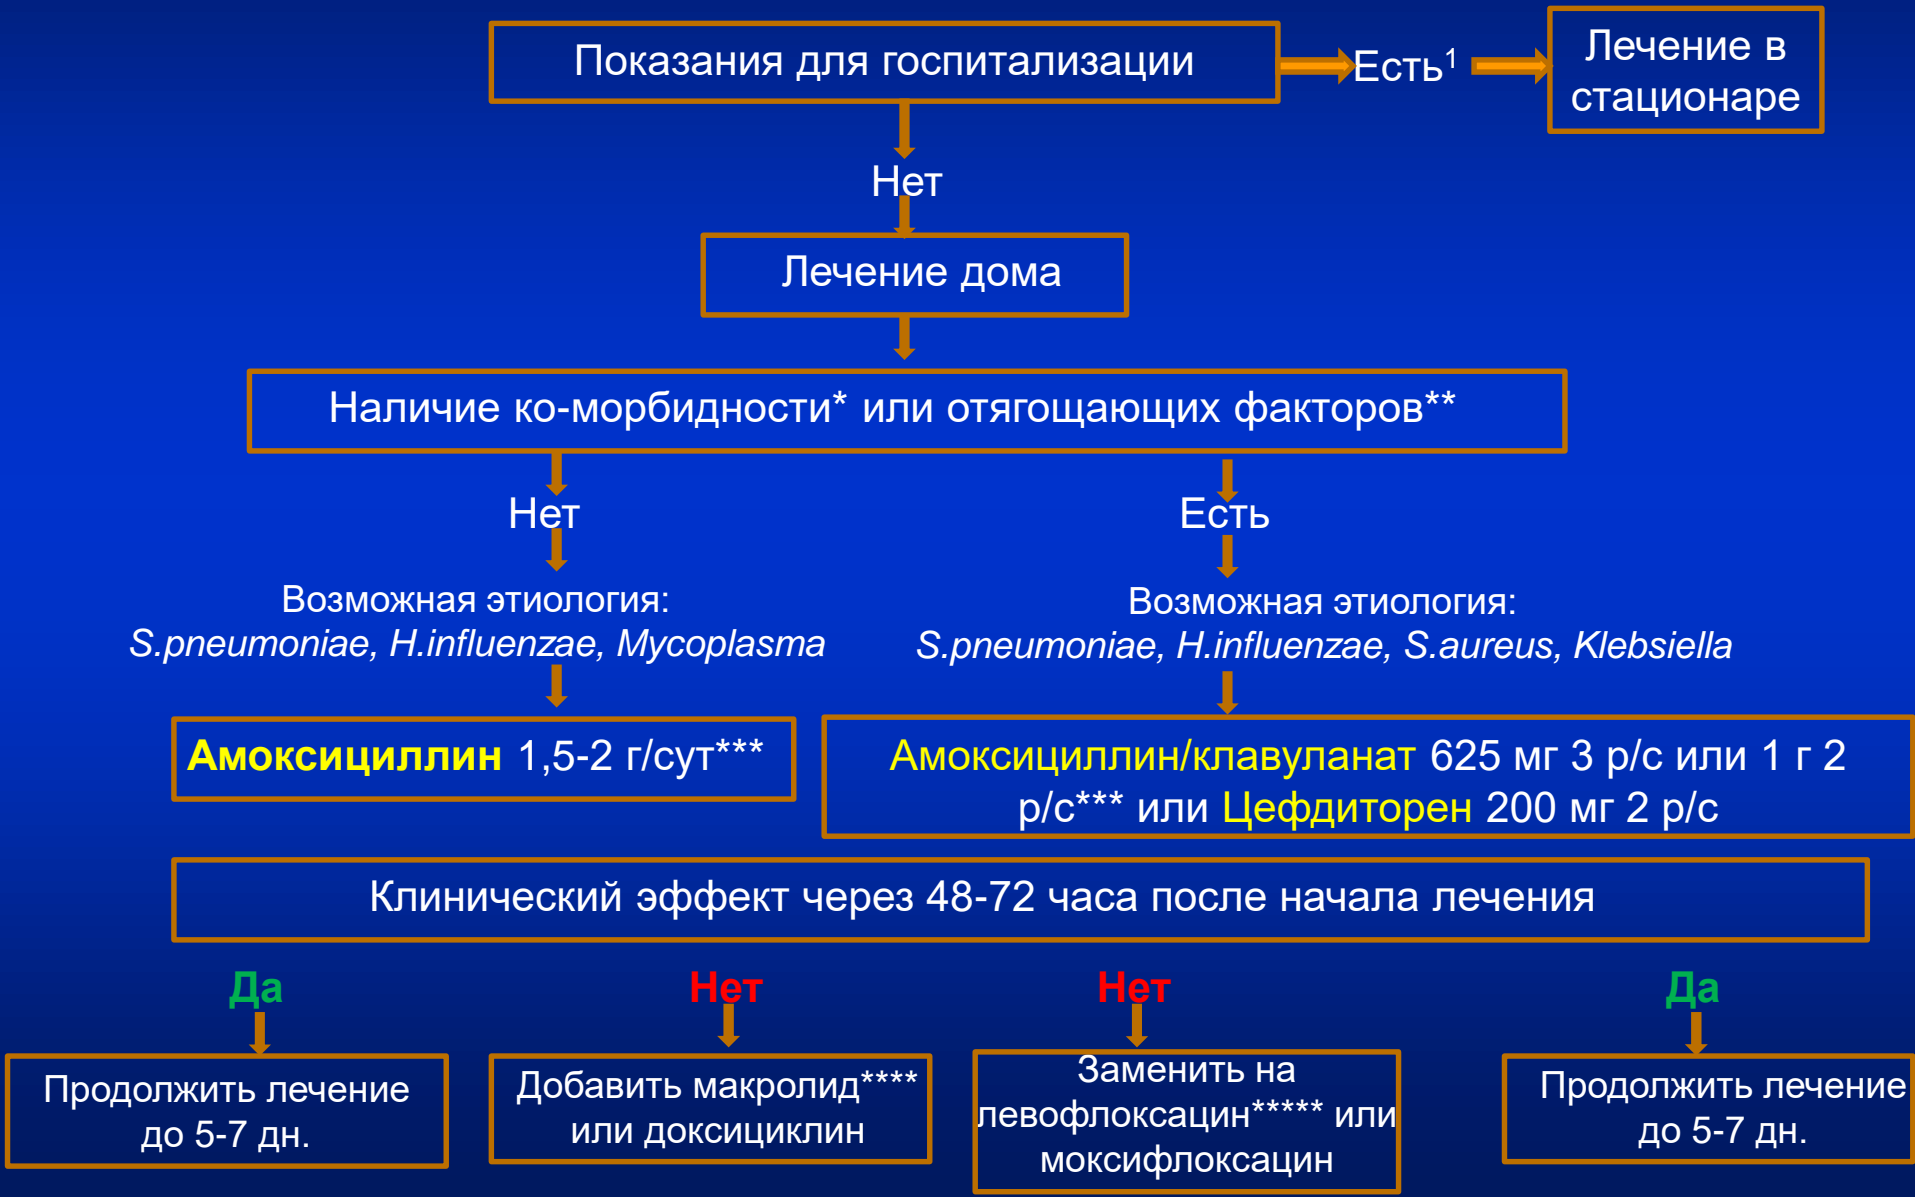 Показания для госпитализации
Есть¹
Лечение в
стационаре
Нет
Лечение дома
Наличие ко-морбидности* или отягощающих факторов**
Нет
Есть
Возможная этиология:
S.pneumoniae, H.influenzae, Mycoplasma
Возможная этиология:
S.pneumoniae, H.influenzae, S.aureus, Klebsiella
Амоксициллин 1,5-2 г/сут***
Амоксициллин/клавуланат 625 мг 3 р/с или 1 г 2
р/с*** или Цефдиторен 200 мг 2 р/с
Клинический эффект через 48-72 часа после начала лечения
Да
Нет
Нет
Да
Продолжить лечение
до 5-7 дн.
Добавить макролид****
или доксициклин
Заменить на
левофлоксацин***** или
моксифлоксацин
Продолжить лечение
до 5-7 дн.